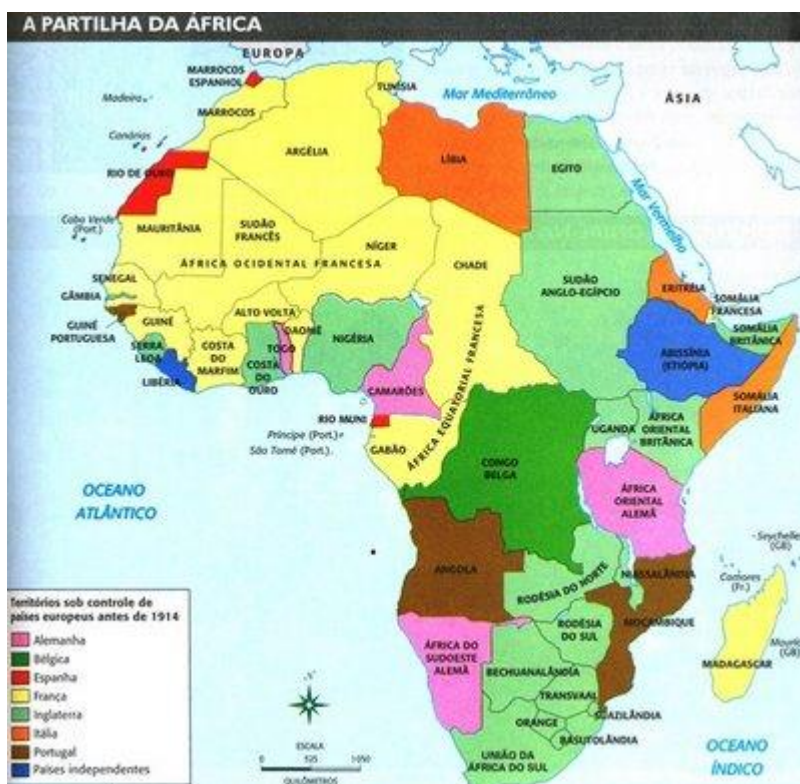 A PARTILHA DA ÁFRICA
EUROPA
MARROCOS
ESPANHOL
TUNÍSIA
Mar Mediterrâneo
ÁSIA
Madeira
MARROCOS
Canárias
ARGÉLIA
LÍBIA
EGITO
RIO DE OURO
Mar Vermelho
Cabo Verde
(Port.)
MAURITÂNIA
SUDÃO
FRANCÊS
NÍGER
CHADE
ÁFRICA OCIDENTAL FRANCESA
SUDÃO
ANGLO-EGÍPCIO
ERITRÉIA
SOMÁLIA
FRANCESA
SENEGAL
GÂMBIA
GUINÉ
PORTUGUESA
GUINÉ
ALTO VOLTA
DAOMÉ
NIGÉRIA
SOMÁLIA
BRITÂNICA
SERRA
LEOA
COSTA
DO
MARFIM
TOGO
COSTA
DO
OURO
LIBÉRIA
CAMARÕES
ÁFRICA EQUATORIAL FRANCESA
ABISSÍNIA
(ETIÓPIA)
SOMÁLIA
ITALIANA
RIO MUNI
Príncipe (Port.)
São Tomé (Port.)
GABÃO
UGANDA
ÁFRICA
ORIENTAL
BRITÂNICA
CONGO
BELGA
OCEANO
ATLÂNTICO
ÁFRICA
ORIENTAL
ALEMÃ
Seychelles
(GB)
ANGOLA
NIASSALÂNDIA
Comores
(Fr.)
RODÉSIA DO NORTE
MOÇAMBIQUE
RODÉSIA
DO SUL
MADAGASCAR
(GB)
ÁFRICA DO
SUDOESTE
ALEMÃ
BECHUANALÂNDIA
TRANSVAAL
SUAZILÂNDIA
ORANGE
BASUTOLÂNDIA
UNIÃO DA
ÁFRICA DO SUL
OCEANO
ÍNDICO
Territórios sob controle de
países europeus antes de 1914
Alemanha
Bélgica
Espanha
França
Inglaterra
Itália
Portugal
Países independentes
N
ESCALA
0 525 1050
QUILÔMETROS